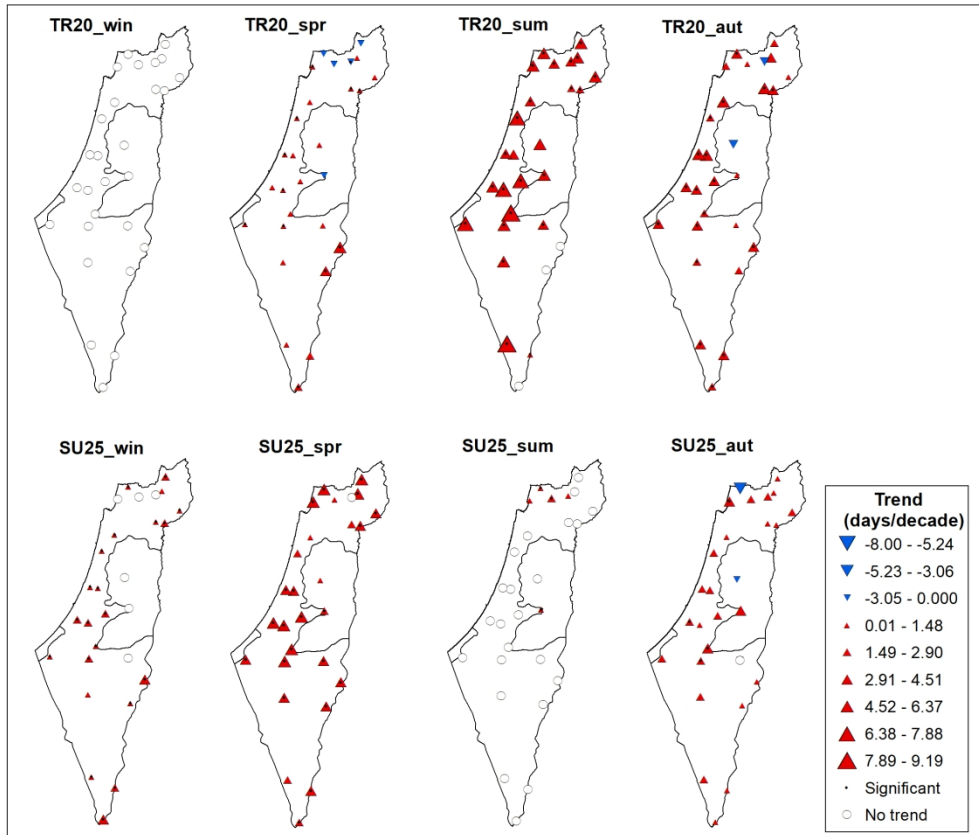 TR20_win
TR20_spr
TR20_sum
TR20_aut
SU25_win
SU25_spr
SU25_sum
SU25_aut
Trend
(days/decade)
-8.00 - -5.24
-5.23 - -3.06
-3.05 - 0.000
0.01 - 1.48
1.49 - 2.90
2.91 - 4.51
4.52 - 6.37
6.38 - 7.88
7.89 - 9.19
Significant
No trend